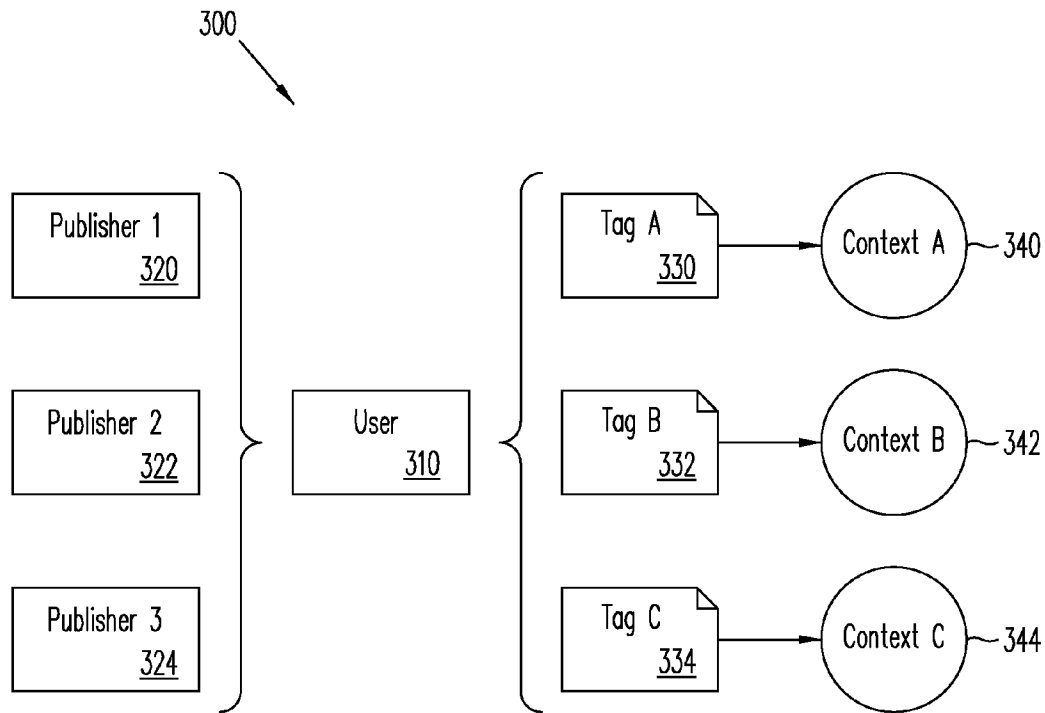 300
Publisher 1
320
Tag A
330
Context A
340
Publisher 2
322
User
310
Tag B
332
Context B
342
Publisher 3
324
Tag C
334
Context C
344